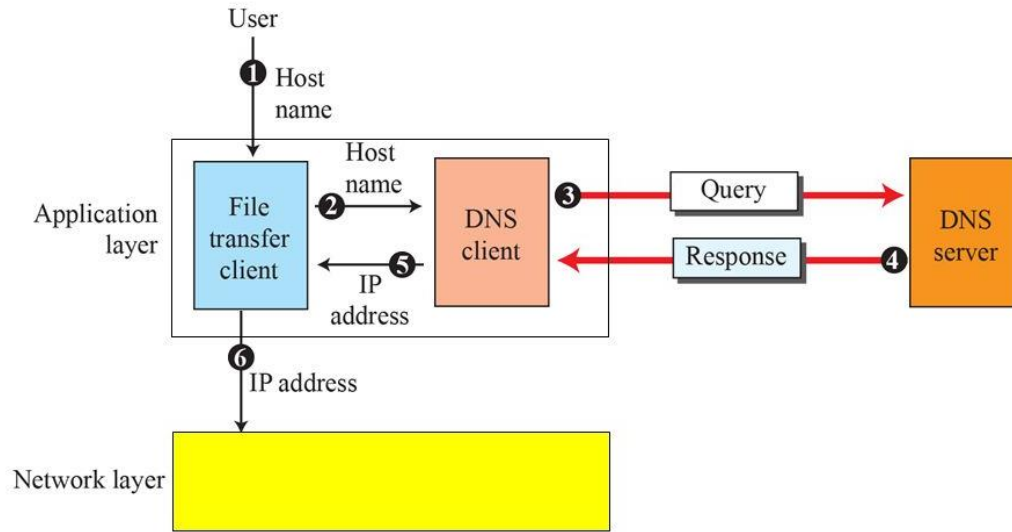 User
1
Host
name
Application
layer
File
transfer
client
Host
name
2
5
IP
address
DNS
client
3
Query
Response
4
DNS
server
6
IP address
Network layer